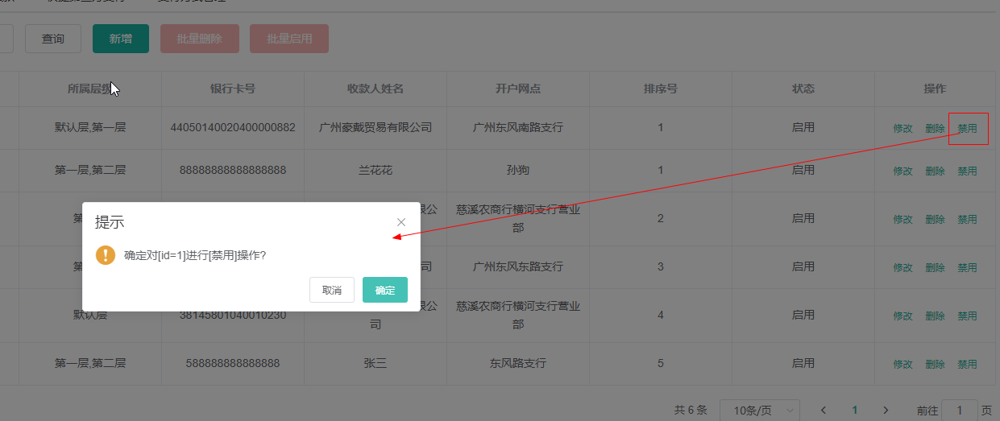 查询
新增
批量删除
批量启用
所属层级
银行卡号
收款人姓名
开户网点
排序号
状态
操作
默认层,第一层
44050140020400000882
广州豪戴贸易有限公司
广州东风南路支行
1
启用
修改
删除
禁用
第一层,第二层
88888888888888888
兰花花
孙狗
1
启用
修改
删除
禁用
第
限公
司
慈溪农商行横河支行营业
部
2
启用
修改
删除
禁用
第
司
广州东风东路支行
3
启用
修改
删除
禁用
默认层
38145801040010230
限公
司
慈溪农商行横河支行营业
部
4
启用
修改
删除
禁用
第一层,第二层
588888888888888
张三
东风路支行
5
启用
修改
删除
禁用
提示
确定对[id=1]进行[禁用]操作?
取消
确定
共 6 条
10条/页
1
前往
1
页